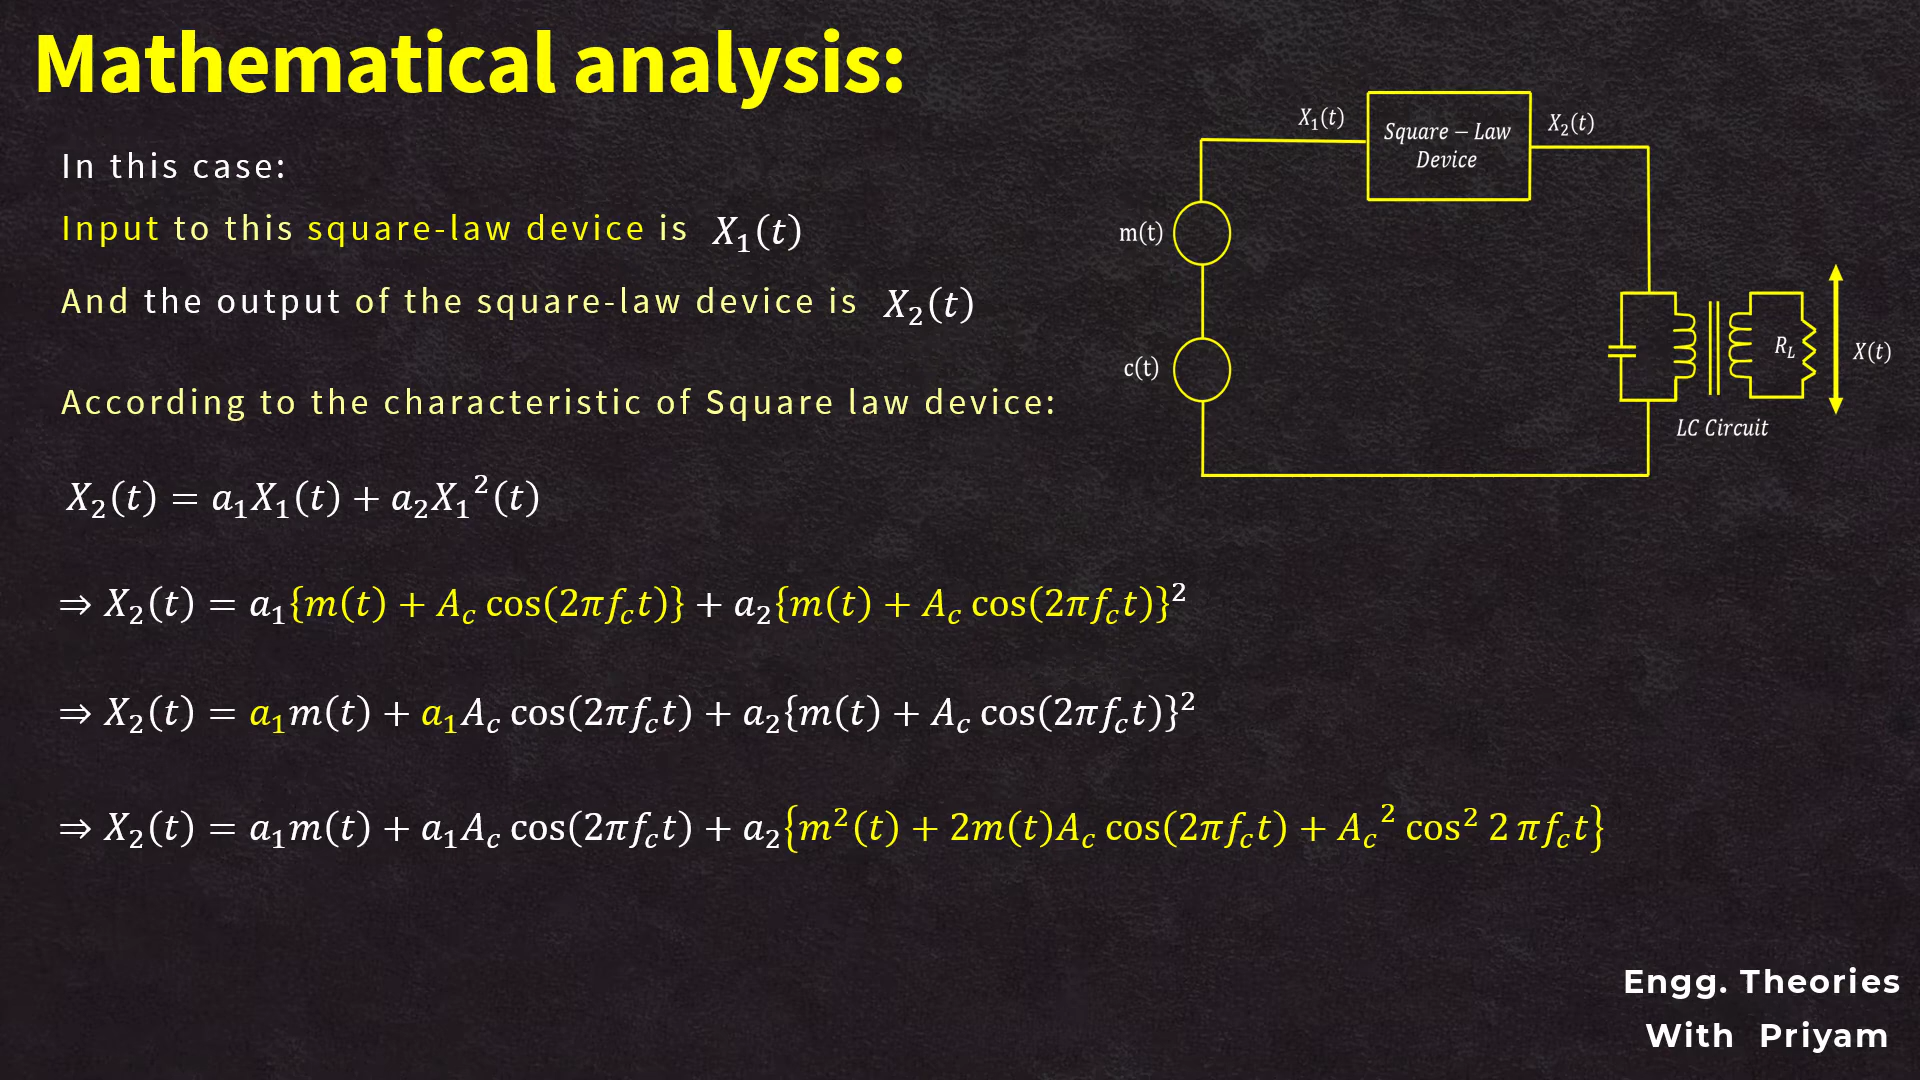 Mathematical analysis:
In this case:
Input to this square-law device is X₁(t)
And the output of the square-law device is X₂(t)
According to the characteristic of Square law device:
X₂(t) = a₁X₁(t) + a₂X₁²(t)
⇒ X₂(t) = a₁{m(t) + A_c cos(2πf_ct)} + a₂{m(t) + A_c cos(2πf_ct)}²
⇒ X₂(t) = a₁m(t) + a₁A_c cos(2πf_ct) + a₂{m(t) + A_c cos(2πf_ct)}²
⇒ X₂(t) = a₁m(t) + a₁A_c cos(2πf_ct) + a₂{m²(t) + 2m(t)A_c cos(2πf_ct) + A_c² cos² 2 πf_ct}
X₁(t)
Square – Law
Device
X₂(t)
m(t)
c(t)
R_L
X(t)
LC Circuit
Engg. Theories
With Priyam